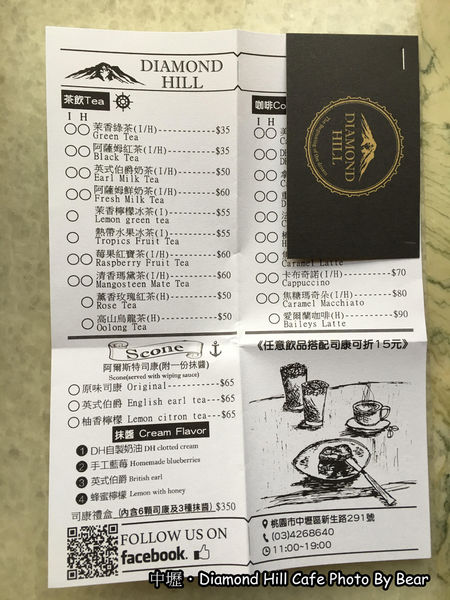 DIAMOND
HILL
茶飲Tea
I H
茉香綠茶(I/H)-----------$35
Green Tea
阿薩姆紅茶(I/H)--------$35
Black Tea
英式伯爵奶茶(I/H)-----$50
Earl Milk Tea
阿薩姆鮮奶茶(I/H)-----$60
Fresh Milk Tea
茉香檸檬冰茶(I)--------$55
Lemon green tea
熱帶水果冰茶(I)--------$55
Tropics Fruit Tea
莓果紅寶茶(I/H)--------$60
Raspberry Fruit Tea
清香瑪黛茶(I/H)--------$60
Mangosteen Mate Tea
薰香玫瑰紅茶(H)--------$50
Rose Tea
高山烏龍茶(H)-----------$50
Oolong Tea
Scone
阿爾斯特司康(附一份抹醬)
Scone(served with wiping sauce)
原味司康 Original--------$65
英式伯爵 English earl tea---$65
柚香檸檬 Lemon citron tea---$65
抹醬 Cream Flavor
1 DH自製奶油 DH clotted cream
2 手工藍莓 Homemade blueberries
3 英式伯爵 British earl
4 蜂蜜檸檬 Lemon with honey
司康禮盒 (內含6顆司康及3種抹醬) $350
FOLLOW US ON
facebook.
咖啡Co
I H
Caramel Latte
卡布奇諾(I/H)-----------$70
Cappuccino
焦糖瑪奇朵(I/H)--------$80
Caramel Macchiato
愛爾蘭咖啡(H)-----------$90
Baileys Latte
DIAMOND
HILL
《任意飲品搭配司康可折15元》
桃園市中壢區新生路291號
(03)4268640
11:00~19:00
中壢・Diamond Hill Cafe Photo By Bear